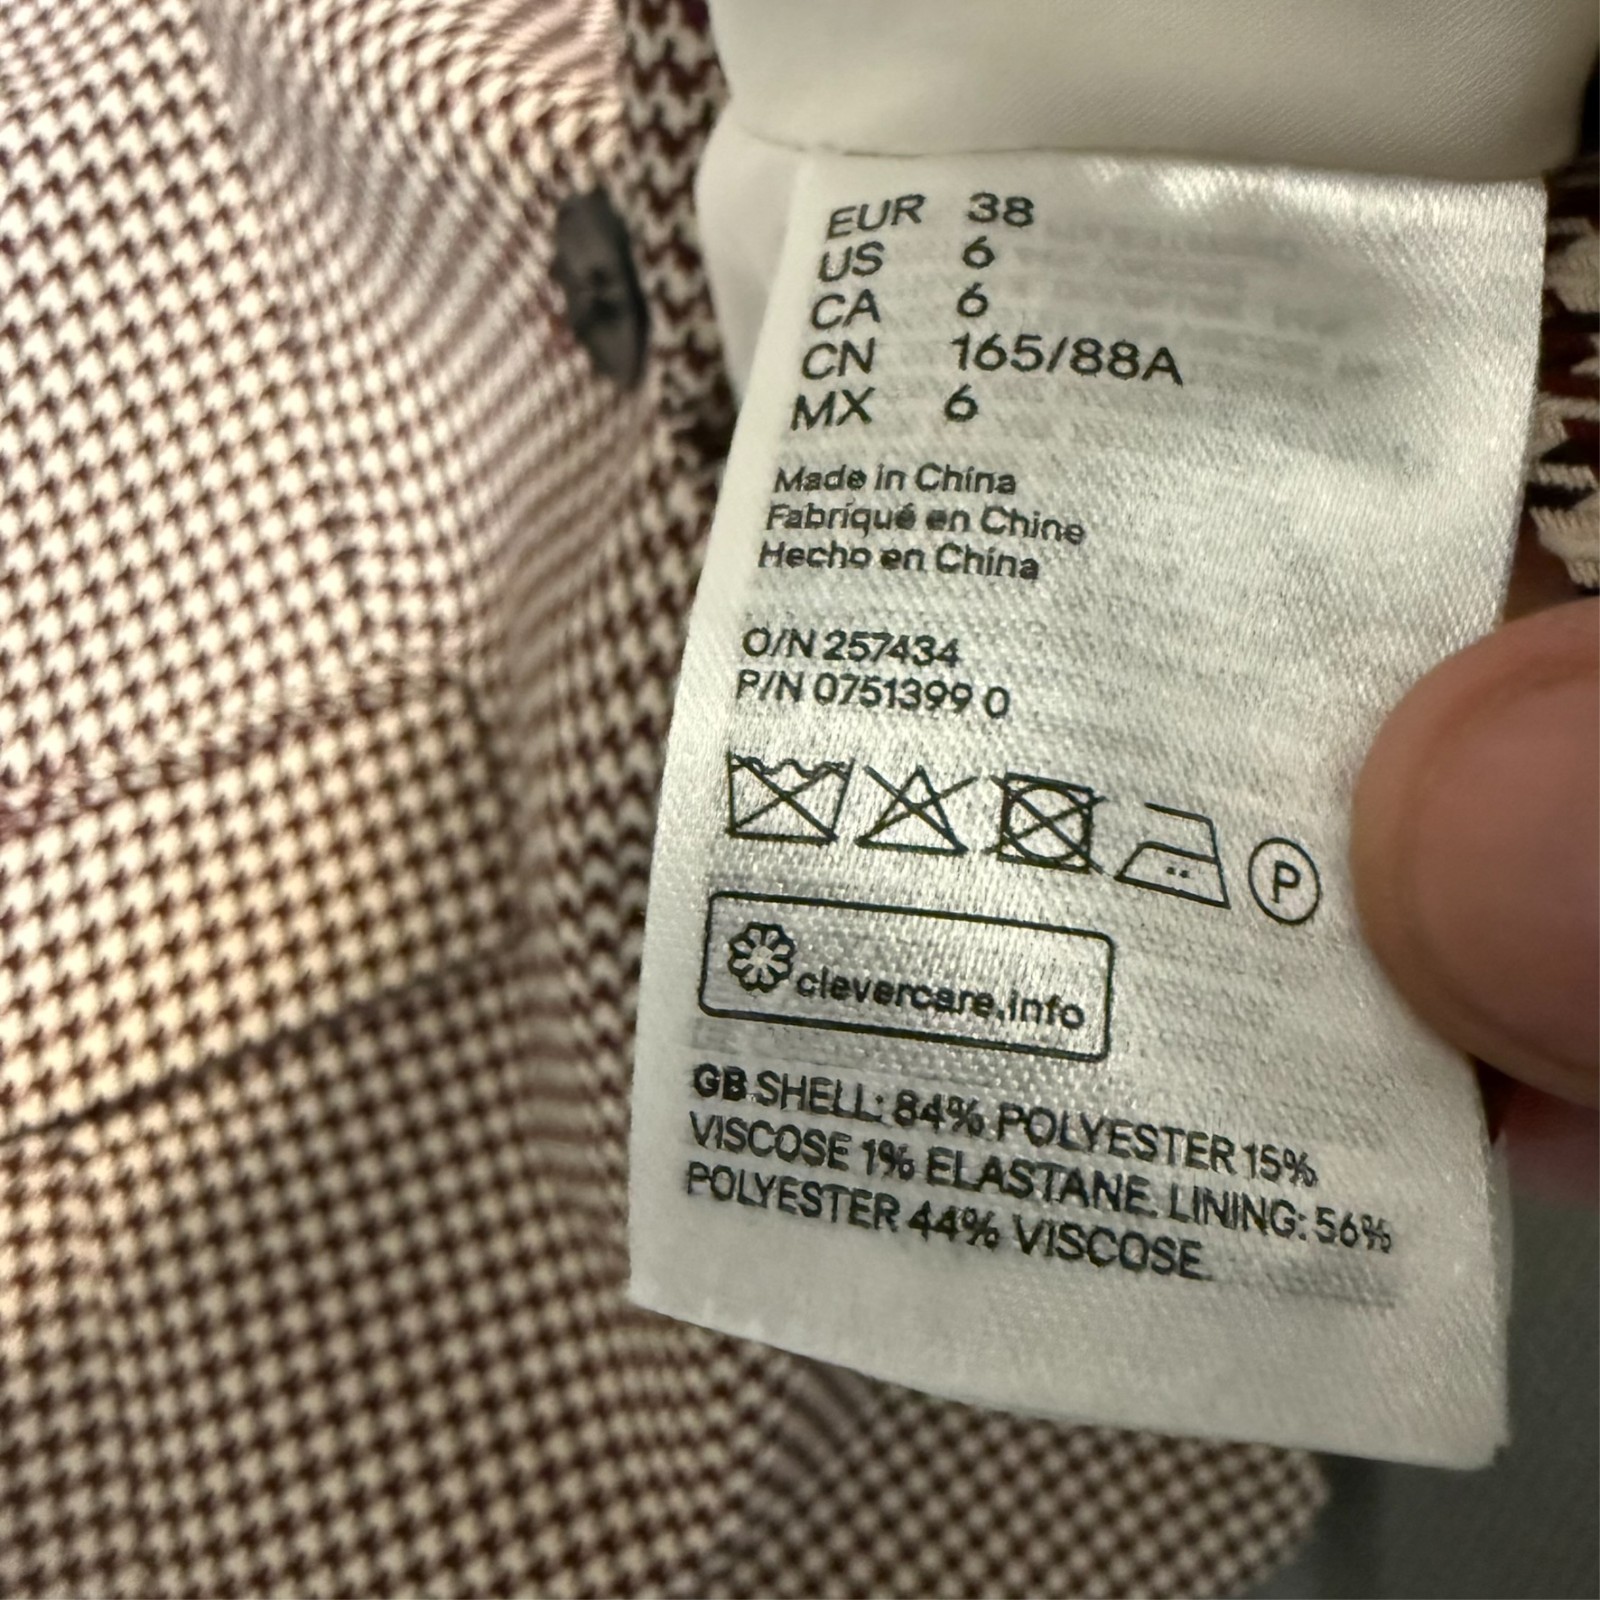 EUR 38
US 6
CA 6
CN 165/88A
MX 6
Made in China
Fabriqué en Chine
Hecho en China
O/N 257434
P/N 0751399 0
P
clevercare.info
GB SHELL: 84% POLYESTER 15%
VISCOSE 1% ELASTANE. LINING: 56%
POLYESTER 44% VISCOSE